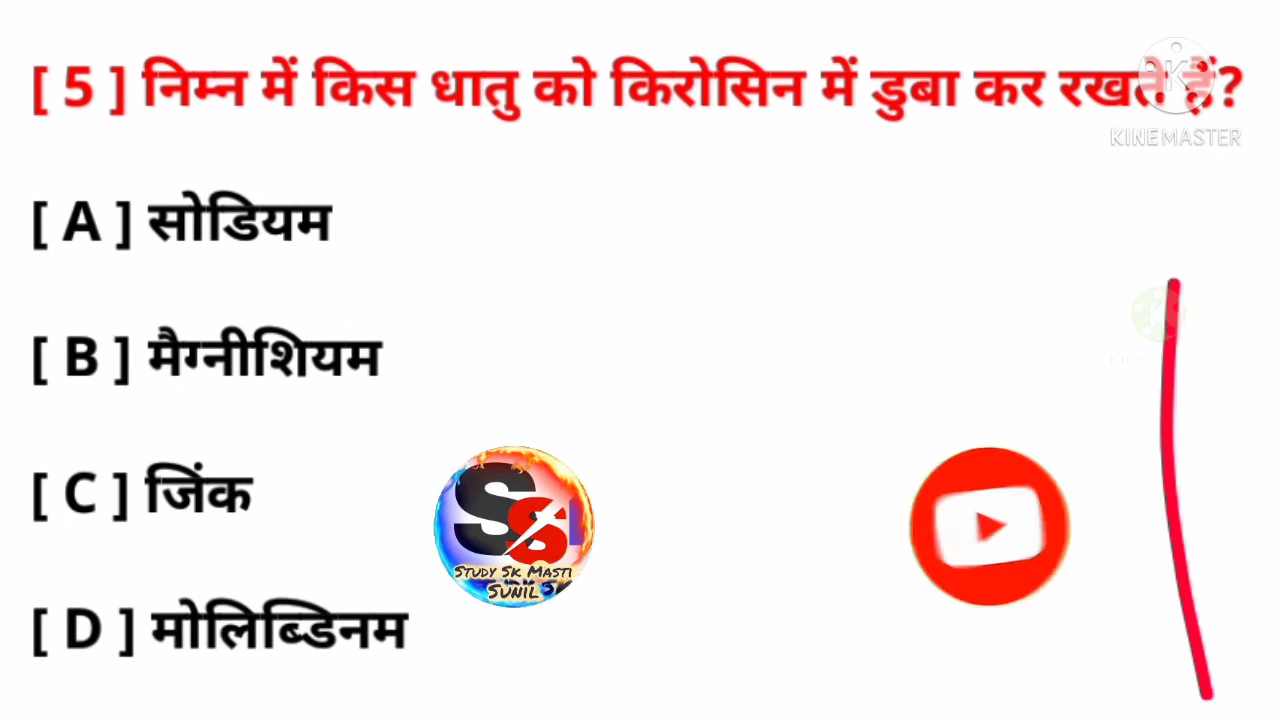 [ 5 ] निम्न में किस धातु को किरोसिन में डुबा कर रखते हैं?
KINEMASTER
[ A ] सोडियम
[ B ] मैग्नीशियम
[ C ] जिंक
STUDY SK MASTI
SUNIL
[ D ] मोलिब्डिनम